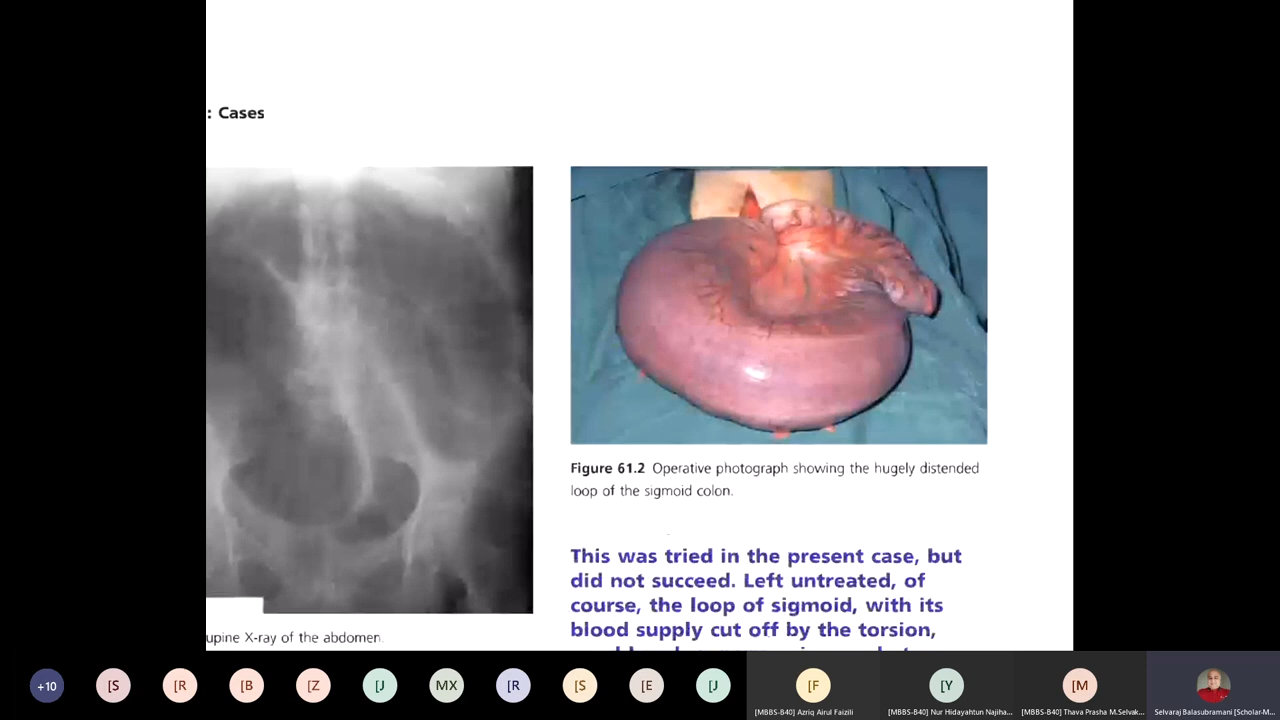 : Cases
Figure 61.2 Operative photograph showing the hugely distended
loop of the sigmoid colon.
This was tried in the present case, but
did not succeed. Left untreated, of
course, the loop of sigmoid, with its
blood supply cut off by the torsion,
upine X-ray of the abdomen.
+10
[S
[R
[B
[Z
[J
MX
[R
[S
[E
[J
[F
[Y
[M
[MBBS-B40] Azriq Airul Faizili
[MBBS-B40] Nur Hidayahtun Najiha...
[MBBS-B40] Thava Prasha M.Selvak...
Selvaraj Balasubramani [Scholar-M...